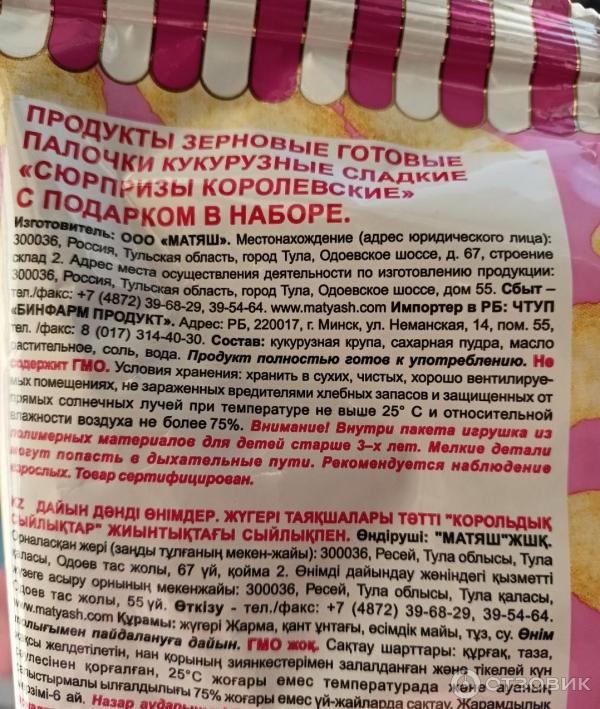 ПРОДУКТЫ ЗЕРНОВЫЕ ГОТОВЫЕ
ПАЛОЧКИ КУКУРУЗНЫЕ СЛАДКИЕ
«СЮРПРИЗЫ КОРОЛЕВСКИЕ»
С ПОДАРКОМ В НАБОРЕ.
Изготовитель: ООО «МАТЯШ». Местонахождение (адрес юридического лица):
300036, Россия, Тульская область, город Тула, Одоевское шоссе, д. 67, строение
склад 2. Адрес места осуществления деятельности по изготовлению продукции:
300036, Россия, Тульская область, город Тула, Одоевское шоссе, дом 55. Сбыт –
тел./факс: +7 (4872) 39-68-29, 39-54-64. www.matyash.com Импортер в РБ: ЧТУП
«БИНФАРМ ПРОДУКТ». Адрес: РБ, 220017, г. Минск, ул. Неманская, 14, пом. 55,
тел. /факс: 8 (017) 314-40-30. Состав: кукурузная крупа, сахарная пудра, масло
растительное, соль, вода. Продукт полностью готов к употреблению. Не
содержит ГМО. Условия хранения: хранить в сухих, чистых, хорошо вентилируе-
мых помещениях, не зараженных вредителями хлебных запасов и защищенных от
прямых солнечных лучей при температуре не выше 25° С и относительной
влажности воздуха не более 75%. Внимание! Внутри пакета игрушка из
полимерных материалов для детей старше 3-х лет. Мелкие детали
могут попасть в дыхательные пути. Рекомендуется наблюдение
взрослых. Товар сертифицирован.
KZ ДАЙЫН ДӘНДІ ӨНІМДЕР. ЖҮГЕРІ ТАЯҚШАЛАРЫ ТӘТТІ "КОРОЛЬДЫҚ
СЫЙЛЫҚТАР" ЖИЫНТЫҚТАҒЫ СЫЙЛЫҚПЕН. Өндіруші: "МАТЯШ"ЖШҚ.
Орналасқан жері (заңды тұлғаның мекен-жайы): 300036, Ресей, Тула облысы, Тула
қаласы, Одоев тас жолы, 67 үй, қойма 2. Өнімді дайындау жөніндегі қызметті
жүзеге асыру орнының мекенжайы: 300036, Ресей, Тула облысы, Тула қаласы,
Одоев тас жолы, 55 үй. Өткізу - тел./факс: +7 (4872) 39-68-29, 39-54-64.
www.matyash.com Құрамы: жүгері Жарма, қант ұнтағы, өсімдік майы, тұз, су. Өнім
толығымен пайдалануға дайын. ГМО жоқ. Сақтау шарттары: құрғақ, таза,
жақсы желдетілетін, нан қорының зиянкестерімен залалданған және тікелей күн
сәулесінен қорғалған, 25°С жоғары емес температурада және ауаның
салыстырмалы ылғалдылығы 75% жоғары емес үй-жайларда сақтау. Жарамдылық
мерзімі-6 ай. Назар аударыңыз!
ОТЗОВИК